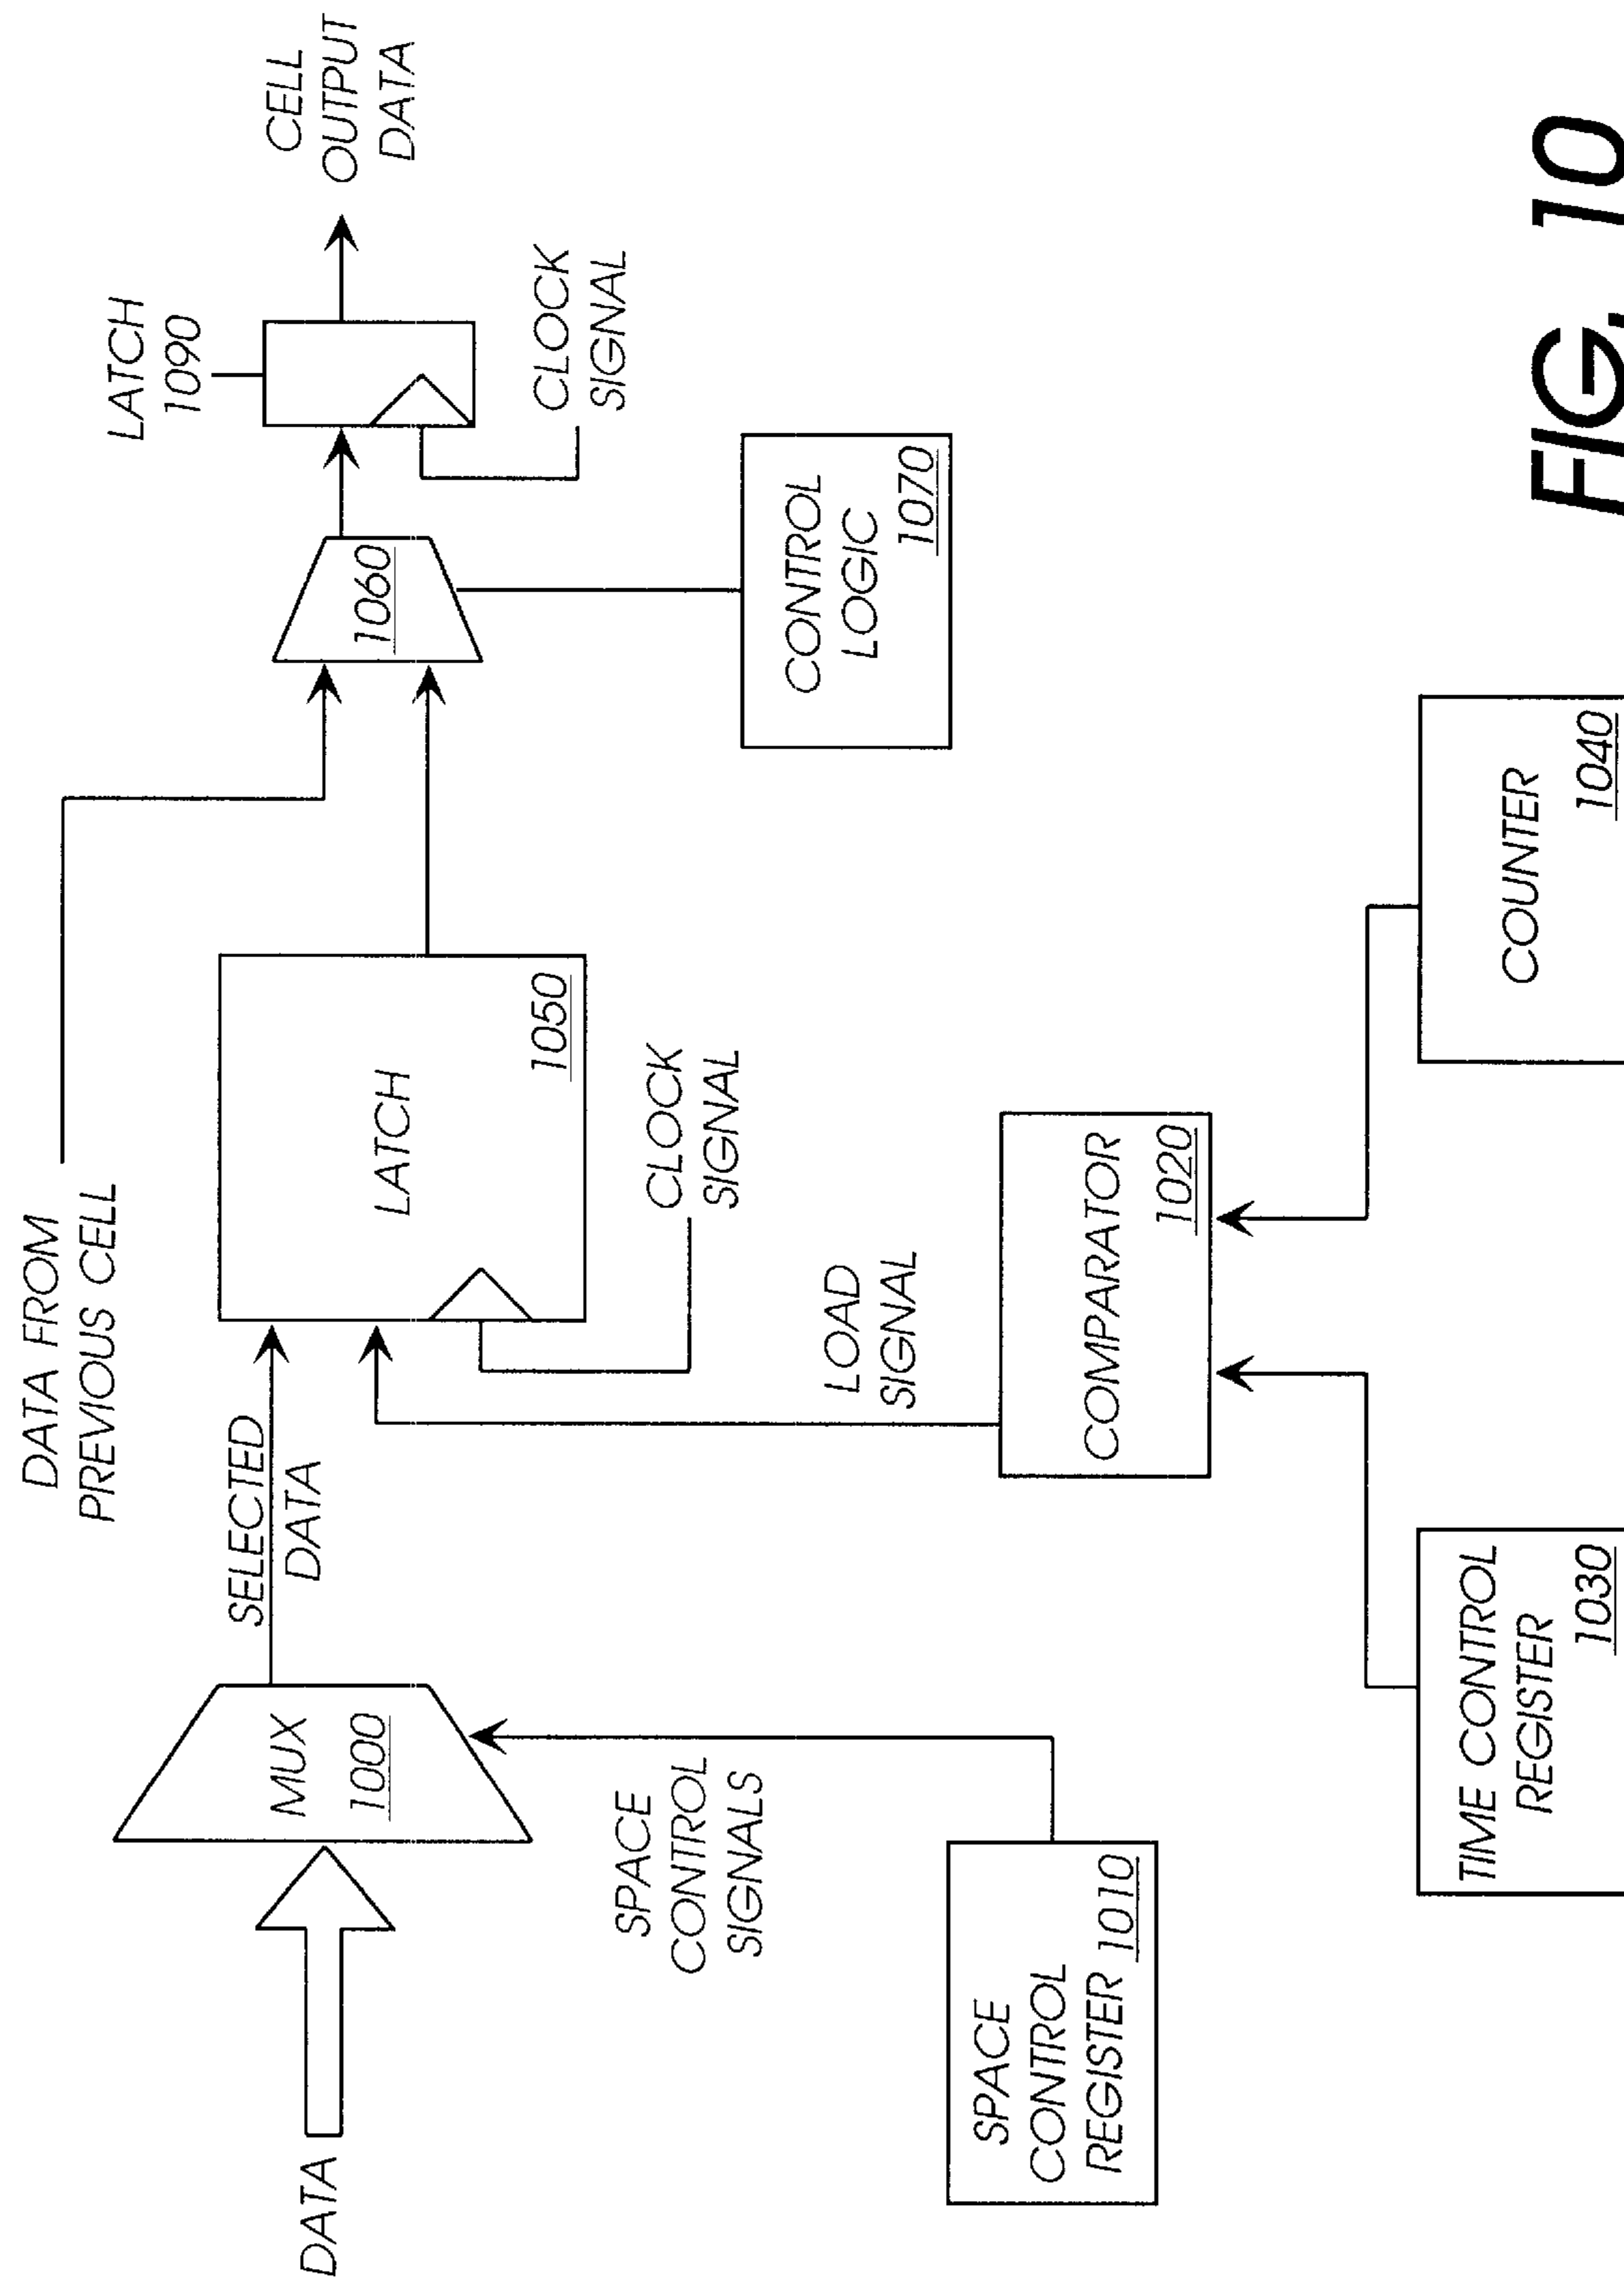 DATA FROM
PREVIOUS CELL
LATCH
1090
CELL
OUTPUT
DATA
DATA
MUX
1000
SELECTED
DATA
LATCH
1050
1060
CLOCK
SIGNAL
CLOCK
SIGNAL
SPACE
CONTROL
SIGNALS
LOAD
SIGNAL
CONTROL
LOGIC
1070
SPACE
CONTROL
REGISTER 1010
COMPARATOR
1020
TIME CONTROL
REGISTER
1030
COUNTER
1040
FIG. 10